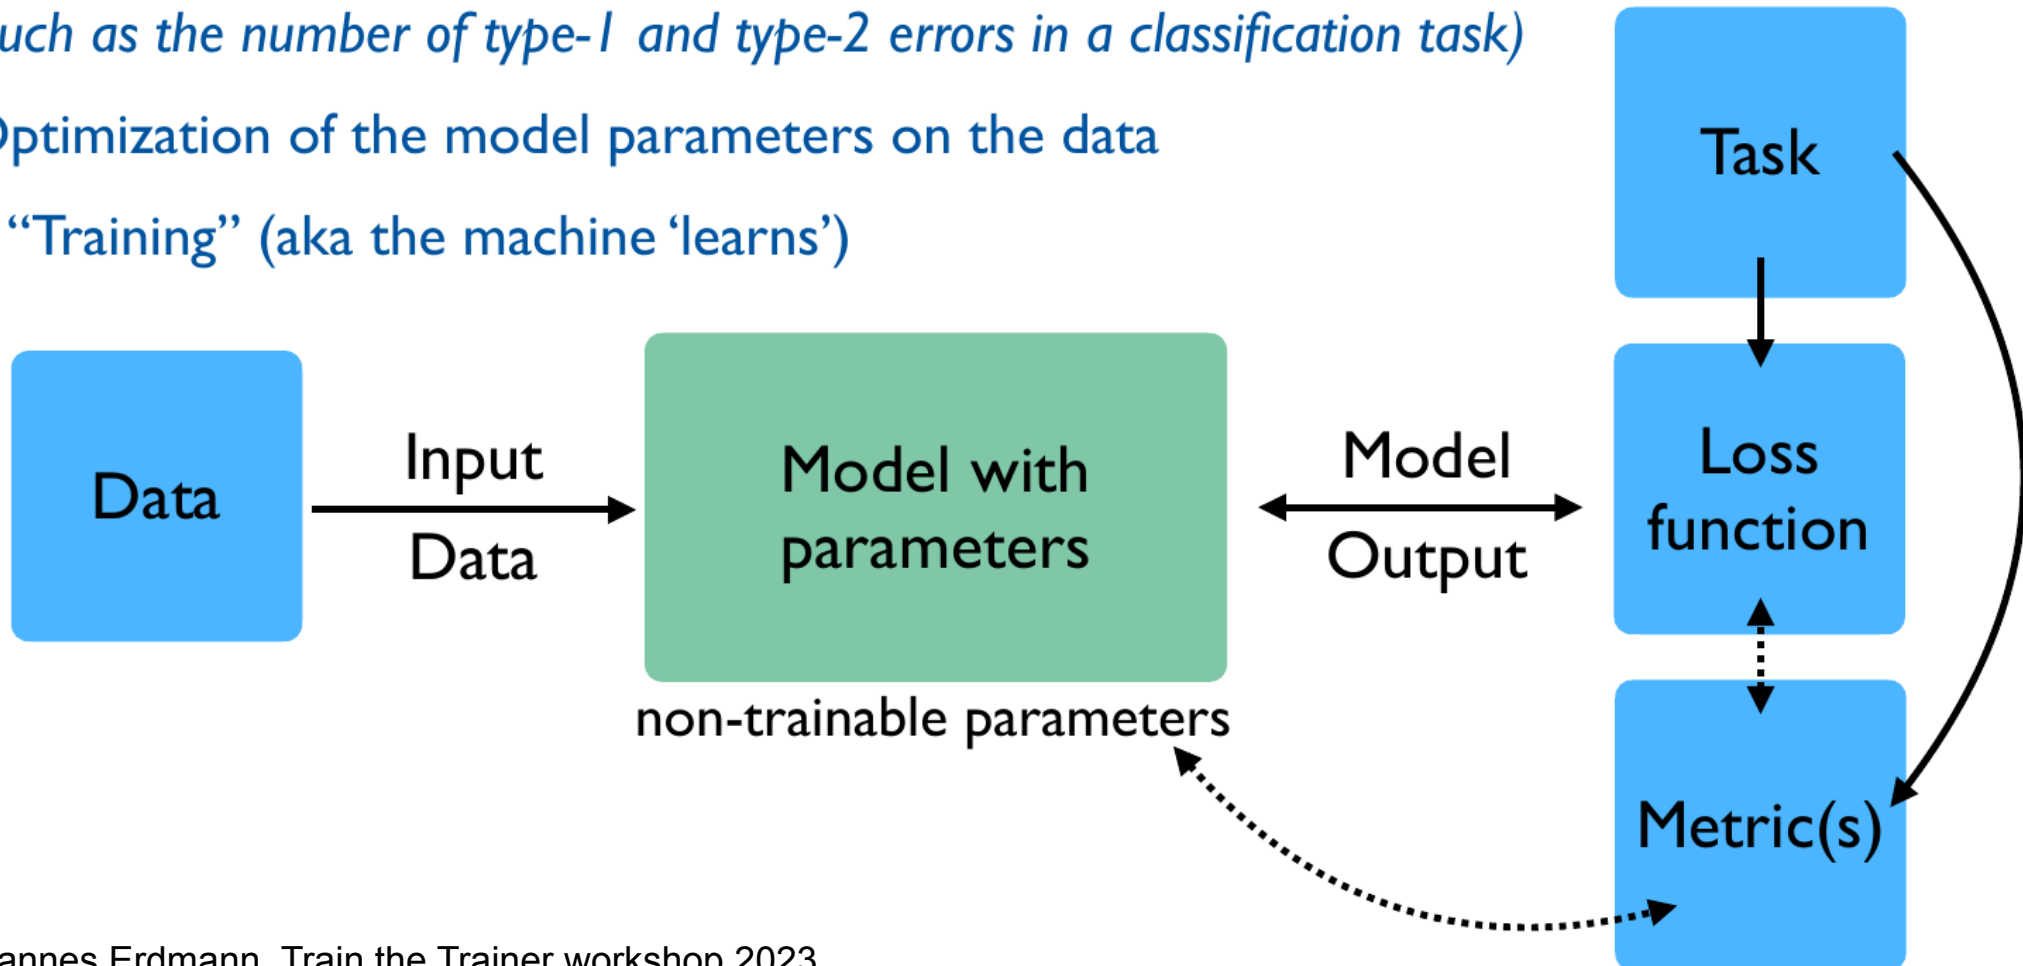 uch as the number of type-1 and type-2 errors in a classification task)
Optimization of the model parameters on the data
“Training” (aka the machine ‘learns’)
Task
Data
Input
Data
Model with
parameters
non-trainable parameters
Model
Output
Loss
function
Metric(s)
annes Erdmann, Train the Trainer workshop 2023